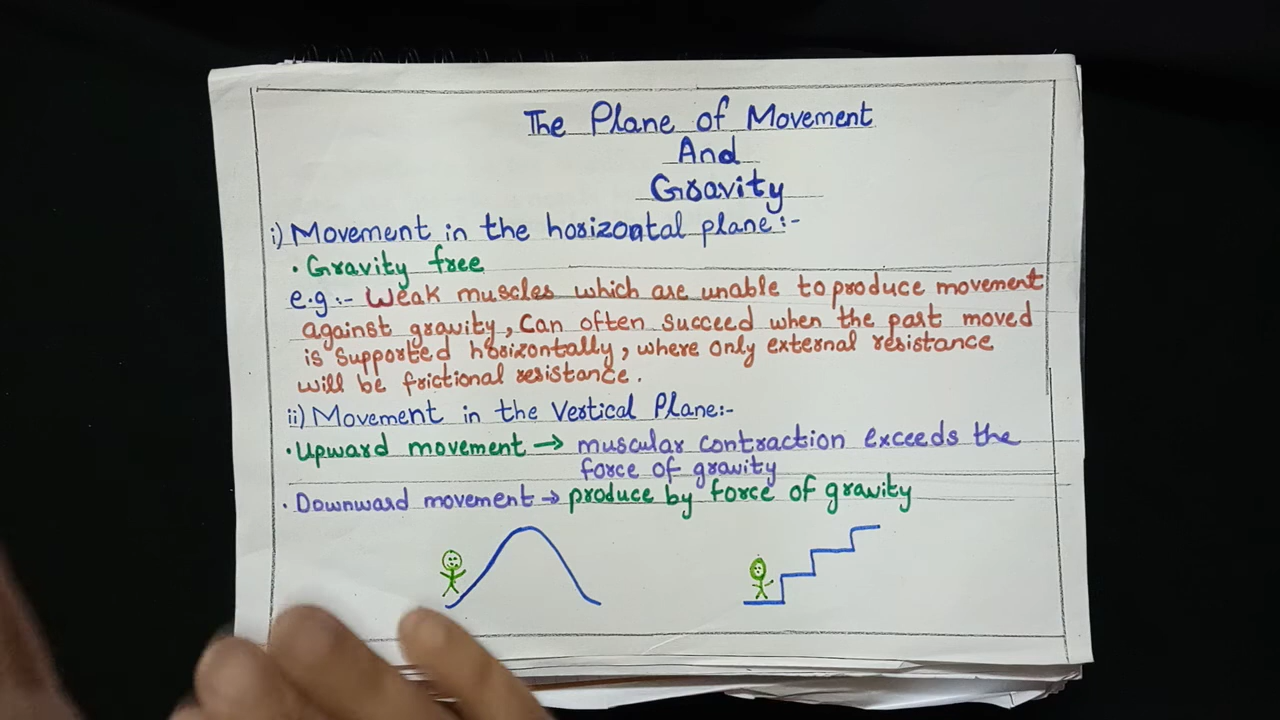 The Plane of Movement
And
Gravity
i) Movement in the horizontal plane:-
• Gravity free
e.g:- Weak muscles which are unable to produce movement
against gravity, Can often succeed when the part moved
is supported horizontally, where only external resistance
will be frictional resistance.
ii) Movement in the Vertical Plane:-
• Upward movement → muscular contraction exceeds the
force of gravity
• Downward movement → produce by force of gravity